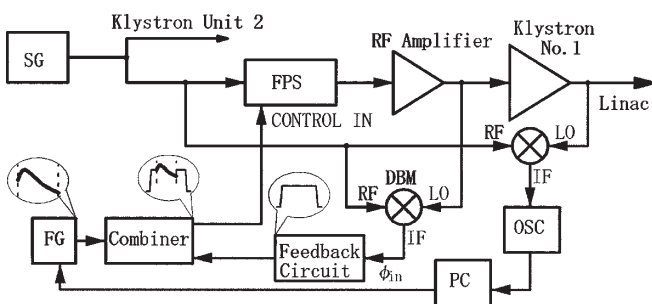 Klystron Unit 2
SG
FPS
RF Amplifier
Klystron
No.1
Linac
CONTROL IN
RF
LO
IF
DBM
RF
LO
IF
OSC
FG
Combiner
Feedback
Circuit
ϕin
PC